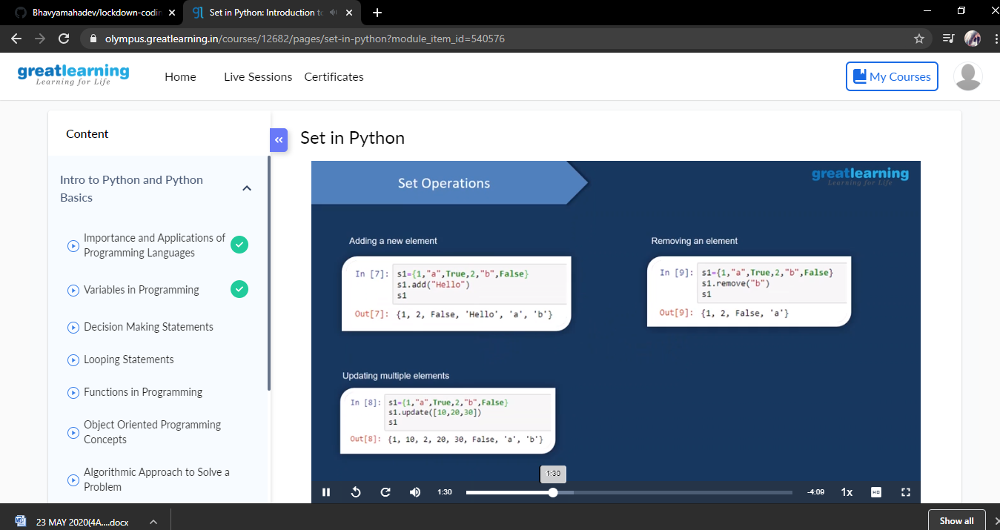 Bhavyamahadev/lockdown-codin
Set in Python: Introduction to
olympus.greatlearning.in/courses/12682/pages/set-in-python?module_item_id=540576
greatlearning
Learning for Life
Home
Live Sessions
Certificates
My Courses
Content
Set in Python
Intro to Python and Python
Basics
Importance and Applications of
Programming Languages
Variables in Programming
Decision Making Statements
Looping Statements
Functions in Programming
Object Oriented Programming
Concepts
Algorithmic Approach to Solve a
Problem
Set Operations
greatlearning
Learning for Life
Adding a new element
In [7]: s1={1,"a",True,2,"b",False}
s1.add("Hello")
s1
Out[7]: {1, 2, False, 'Hello', 'a', 'b'}
Removing an element
In [9]: s1={1,"a",True,2,"b",False}
s1.remove("b")
s1
Out[9]: {1, 2, False, 'a'}
Updating multiple elements
In [8]: s1={1,"a",True,2,"b",False}
s1.update([10,20,30])
s1
Out[8]: {1, 10, 2, 20, 30, False, 'a', 'b'}
1:30
1:30
-4:09
1x
HD
23 MAY 2020(4A....docx
Show all